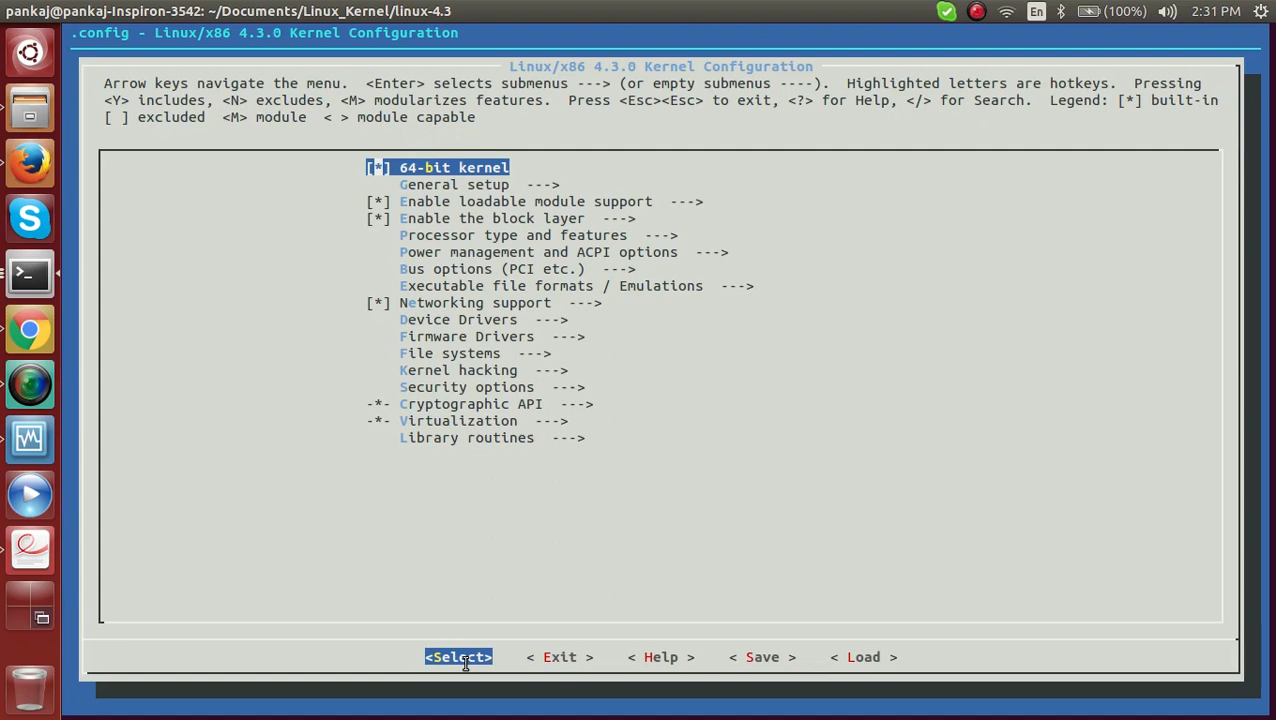 pankaj@pankaj-Inspiron-3542: ~/Documents/Linux_Kernel/linux-4.3 En (100%) 2:31 PM
.config - Linux/x86 4.3.0 Kernel Configuration
Linux/x86 4.3.0 Kernel Configuration
Arrow keys navigate the menu. <Enter> selects submenus ---> (or empty submenus ----). Highlighted letters are hotkeys. Pressing
<Y> includes, <N> excludes, <M> modularizes features. Press <Esc><Esc> to exit, <?> for Help, </> for Search. Legend: [*] built-in
[ ] excluded <M> module < > module capable
[*] 64-bit kernel
General setup --->
[*] Enable loadable module support --->
[*] Enable the block layer --->
Processor type and features --->
Power management and ACPI options --->
Bus options (PCI etc.) --->
Executable file formats / Emulations --->
[*] Networking support --->
Device Drivers --->
Firmware Drivers --->
File systems --->
Kernel hacking --->
Security options --->
-*- Cryptographic API --->
-*- Virtualization --->
Library routines --->
<Select> < Exit > < Help > < Save > < Load >